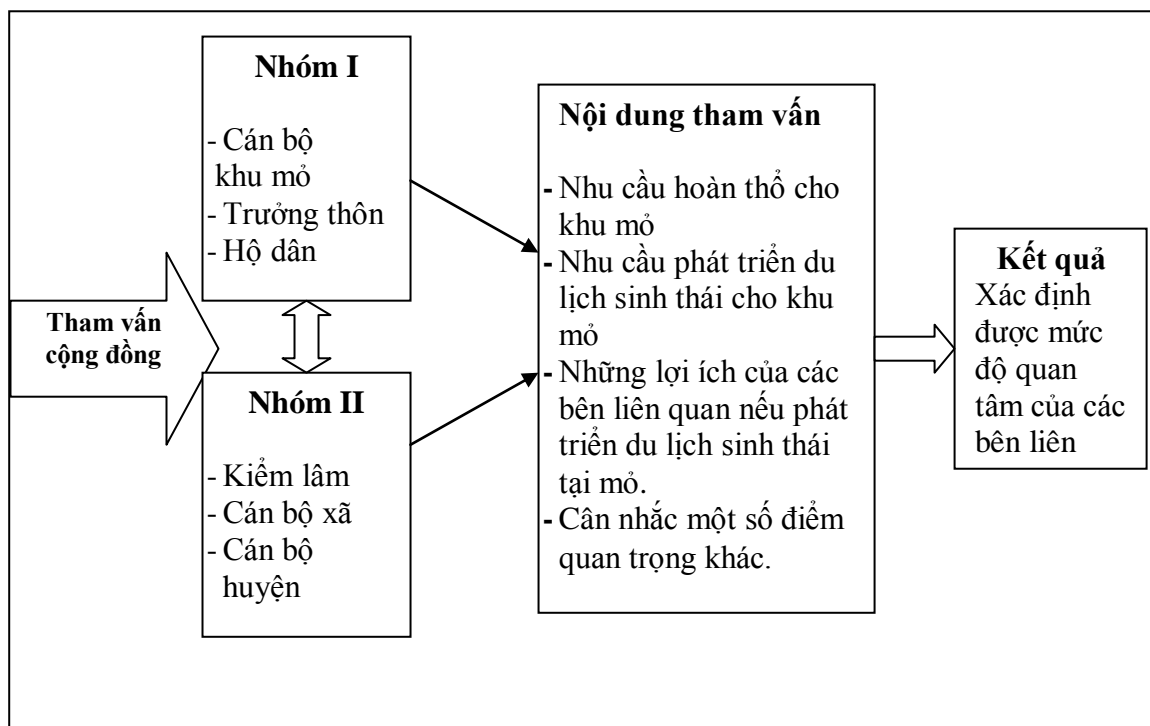 Tham vấn
cộng đồng
Nhóm I
- Cán bộ
khu mỏ
- Trưởng thôn
- Hộ dân
Nhóm II
- Kiểm lâm
- Cán bộ xã
- Cán bộ
huyện
Nội dung tham vấn
- Nhu cầu hoàn thổ cho
khu mỏ
- Nhu cầu phát triển du
lịch sinh thái cho khu
mỏ
- Những lợi ích của các
bên liên quan nếu phát
triển du lịch sinh thái
tại mỏ.
- Cân nhắc một số điểm
quan trọng khác.
Kết quả
Xác định
được mức
độ quan
tâm của các
bên liên